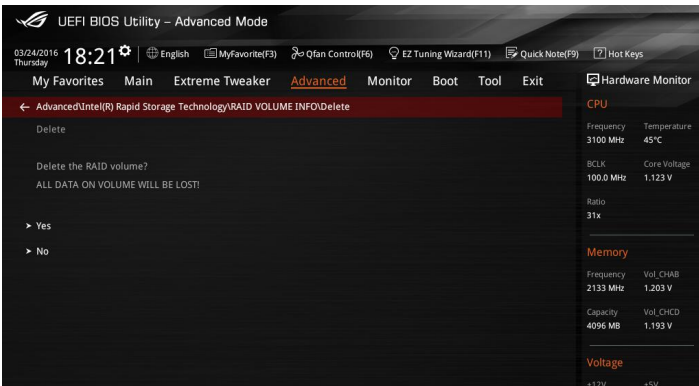 UEFI BIOS Utility – Advanced Mode
03/24/2016 Thursday 18:21 English MyFavorite(F3) Qfan Control(F6) EZ Tuning Wizard(F11) Quick Note(F9) ? Hot Keys
My Favorites Main Extreme Tweaker Advanced Monitor Boot Tool Exit
Hardware Monitor
← Advanced\Intel(R) Rapid Storage Technology\RAID VOLUME INFO\Delete
Delete
Delete the RAID volume?
ALL DATA ON VOLUME WILL BE LOST!
> Yes
> No
CPU
Frequency Temperature
3100 MHz 45°C
BCLK Core Voltage
100.0 MHz 1.123 V
Ratio
31x
Memory
Frequency Vol_CHAB
2133 MHz 1.203 V
Capacity Vol_CHCD
4096 MB 1.193 V
Voltage
+12V +5V